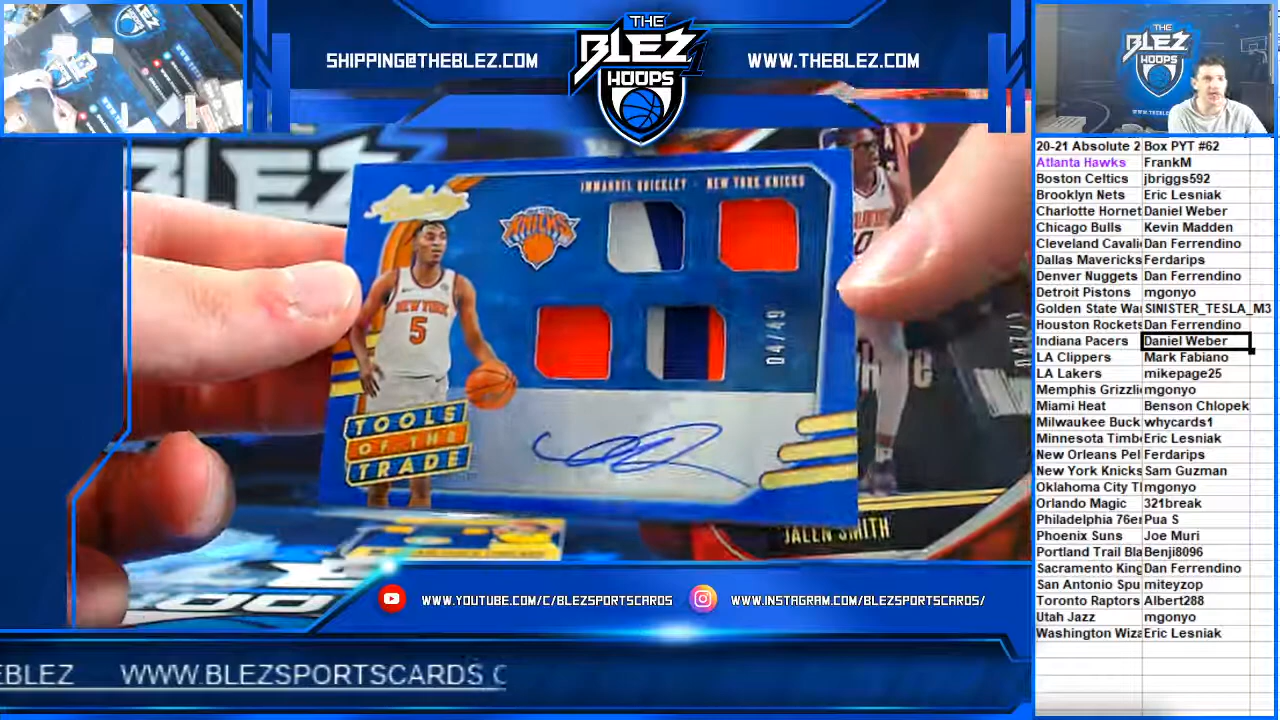 THE
BLEZ
HOOPS
SHIPPING@THEBLEZ.COM
WWW.THEBLEZ.COM
Absolute
IMMANUEL QUICKLEY - NEW YORK KNICKS
KNICKS
NEW YORK
5
04/49
TOOLS
OF THE
TRADE
JALEN SMITH
WWW.YOUTUBE.COM/C/BLEZSPORTSCARDS
WWW.INSTAGRAM.COM/BLEZSPORTSCARDS/
EBLEZ WWW.BLEZSPORTSCARDS.C
THE
BLEZ
HOOPS
20-21 Absolute 2 Box PYT #62
Atlanta Hawks FrankM
Boston Celtics jbriggs592
Brooklyn Nets Eric Lesniak
Charlotte Hornet Daniel Weber
Chicago Bulls Kevin Madden
Cleveland Cavali Dan Ferrendino
Dallas Mavericks Ferdarips
Denver Nuggets Dan Ferrendino
Detroit Pistons mgonyo
Golden State War SINISTER_TESLA_M3
Houston Rockets Dan Ferrendino
Indiana Pacers Daniel Weber
LA Clippers Mark Fabiano
LA Lakers mikepage25
Memphis Grizzli mgonyo
Miami Heat Benson Chlopek
Milwaukee Buck whycards1
Minnesota Timb Eric Lesniak
New Orleans Pel Ferdarips
New York Knicks Sam Guzman
Oklahoma City T mgonyo
Orlando Magic 321break
Philadelphia 76e Pua S
Phoenix Suns Joe Muri
Portland Trail Bla Benji8096
Sacramento King Dan Ferrendino
San Antonio Spu miteyzop
Toronto Raptors Albert288
Utah Jazz mgonyo
Washington Wiza Eric Lesniak